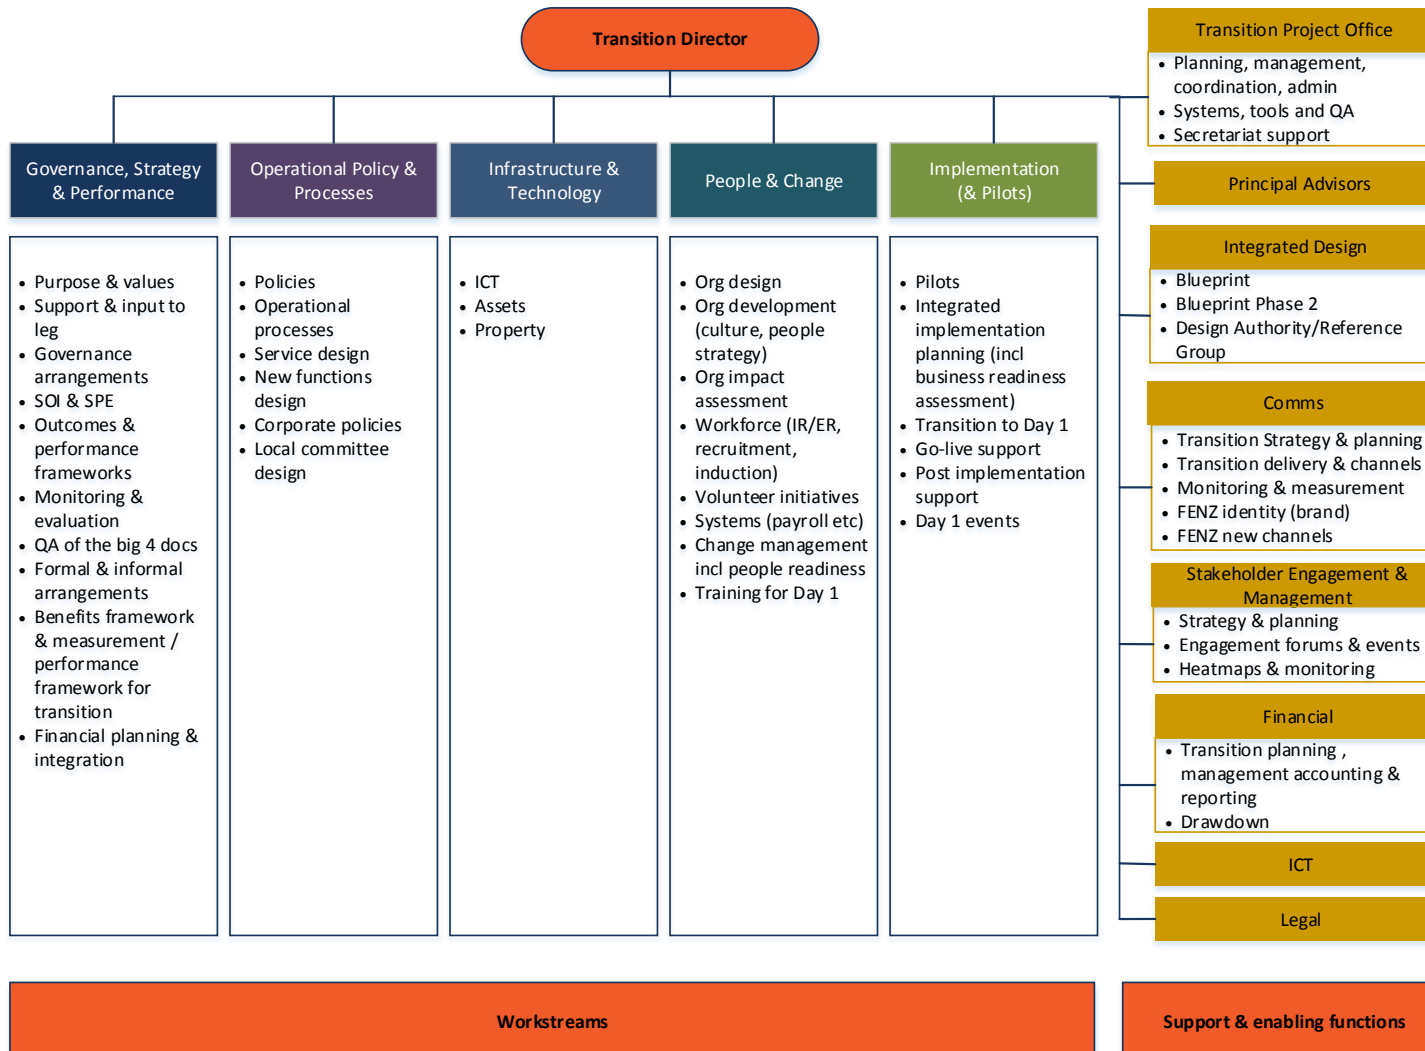 Transition Director
Governance, Strategy
& Performance
• Purpose & values
• Support & input to
leg
• Governance
arrangements
• SOI & SPE
• Outcomes &
performance
frameworks
• Monitoring &
evaluation
• QA of the big 4 docs
• Formal & informal
arrangements
• Benefits framework
& measurement /
performance
framework for
transition
• Financial planning &
integration
Operational Policy &
Processes
• Policies
• Operational
processes
• Service design
• New functions
design
• Corporate policies
• Local committee
design
Infrastructure &
Technology
• ICT
• Assets
• Property
People & Change
• Org design
• Org development
(culture, people
strategy)
• Org impact
assessment
• Workforce (IR/ER,
recruitment,
induction)
• Volunteer initiatives
• Systems (payroll etc)
• Change management
incl people readiness
• Training for Day 1
Implementation
(& Pilots)
• Pilots
• Integrated
implementation
planning (incl
business readiness
assessment)
• Transition to Day 1
• Go-live support
• Post implementation
support
• Day 1 events
Transition Project Office
• Planning, management,
coordination, admin
• Systems, tools and QA
• Secretariat support
Principal Advisors
Integrated Design
• Blueprint
• Blueprint Phase 2
• Design Authority/Reference
Group
Comms
• Transition Strategy & planning
• Transition delivery & channels
• Monitoring & measurement
• FENZ identity (brand)
• FENZ new channels
Stakeholder Engagement &
Management
• Strategy & planning
• Engagement forums & events
• Heatmaps & monitoring
Financial
• Transition planning ,
management accounting &
reporting
• Drawdown
ICT
Legal
Workstreams
Support & enabling functions